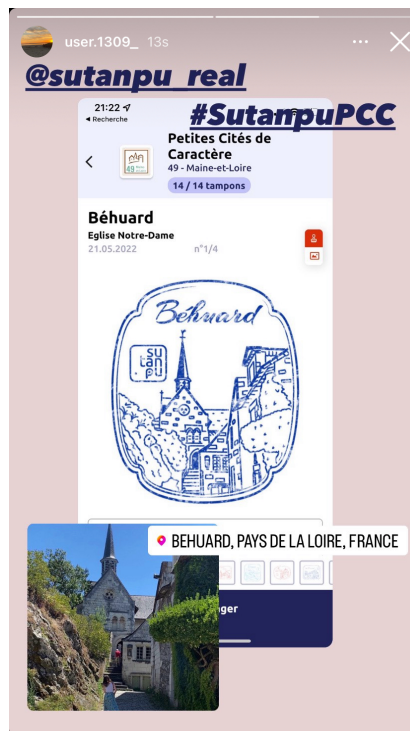 user.1309_ 13s
@sutanpu_real
#SutanpuPCC
21:22
Recherche
Petites Cités de
Caractère
49 - Maine-et-Loire
14 / 14 tampons
Béhuard
Eglise Notre-Dame
21.05.2022 n°1/4
Béhuard
su
tan
pu
BEHUARD, PAYS DE LA LOIRE, FRANCE